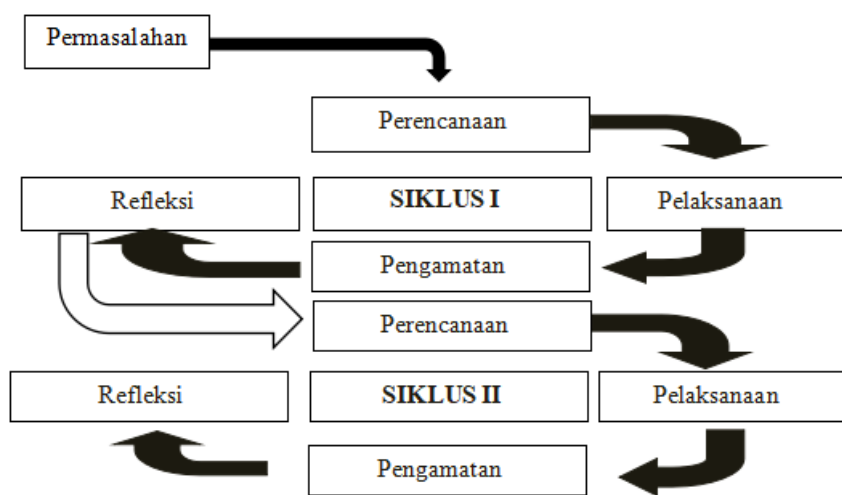 Permasalahan
Perencanaan
Refleksi
SIKLUS I
Pelaksanaan
Pengamatan
Perencanaan
Refleksi
SIKLUS II
Pelaksanaan
Pengamatan